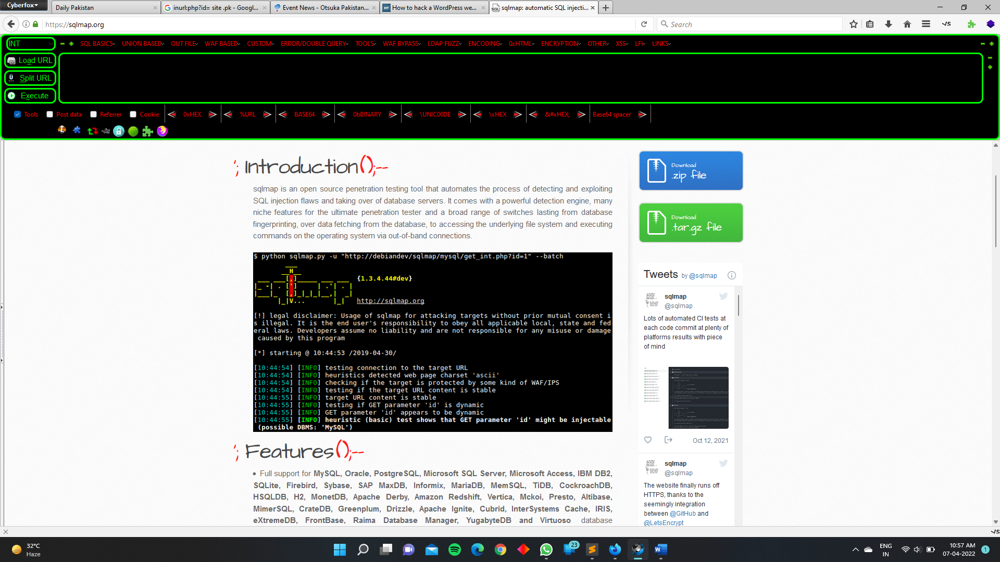 Cyberfox
Daily Pakistan
inurl:php?id= site .pk - Googl...
Event News - Otsuka Pakistan...
How to hack a WordPress we...
sqlmap: automatic SQL injecti...
https://sqlmap.org
Search
INT
SQL BASICS
UNION BASED
OUT FILE
WAF BASED
CUSTOM
ERROR/DOUBLE QUERY
TOOLS
WAF BYPASS
LDAP FUZZ
ENCODING
0xHTML
ENCRYPTION
OTHER
XSS
LFI
LINKS
Load URL
Split URL
Execute
Tools
Post data
Referrer
Cookie
0xHEX
%URL
BASE64
0bBINARY
\UNIC00DE
\xHEX
&#xHEX;
Base64 spacer
'; Introduction();--
sqlmap is an open source penetration testing tool that automates the process of detecting and exploiting
SQL injection flaws and taking over of database servers. It comes with a powerful detection engine, many
niche features for the ultimate penetration tester and a broad range of switches lasting from database
fingerprinting, over data fetching from the database, to accessing the underlying file system and executing
commands on the operating system via out-of-band connections.
$ python sqlmap.py -u "http://debiandev/sqlmap/mysql/get_int.php?id=1" --batch
{1.3.4.44#dev}
http://sqlmap.org
[!] legal disclaimer: Usage of sqlmap for attacking targets without prior mutual consent i
s illegal. It is the end user's responsibility to obey all applicable local, state and fed
eral laws. Developers assume no liability and are not responsible for any misuse or damage
caused by this program
[*] starting @ 10:44:53 /2019-04-30/
[10:44:54] [INFO] testing connection to the target URL
[10:44:54] [INFO] heuristics detected web page charset 'ascii'
[10:44:54] [INFO] checking if the target is protected by some kind of WAF/IPS
[10:44:54] [INFO] testing if the target URL content is stable
[10:44:55] [INFO] target URL content is stable
[10:44:55] [INFO] testing if GET parameter 'id' is dynamic
[10:44:55] [INFO] GET parameter 'id' appears to be dynamic
[10:44:55] [INFO] heuristic (basic) test shows that GET parameter 'id' might be injectable
(possible DBMS: 'MySQL')
'; Features();--
• Full support for MySQL, Oracle, PostgreSQL, Microsoft SQL Server, Microsoft Access, IBM DB2,
SQLite, Firebird, Sybase, SAP MaxDB, Informix, MariaDB, MemSQL, TiDB, CockroachDB,
HSQLDB, H2, MonetDB, Apache Derby, Amazon Redshift, Vertica, Mckoi, Presto, Altibase,
MimerSQL, CrateDB, Greenplum, Drizzle, Apache Ignite, Cubrid, InterSystems Cache, IRIS,
eXtremeDB, FrontBase, Raima Database Manager, YugabyteDB and Virtuoso database
Download
.zip file
Download
.tar.gz file
Tweets by @sqlmap
sqlmap
@sqlmap
Lots of automated CI tests at
each code commit at plenty of
platforms results with piece
of mind
Oct 12, 2021
sqlmap
@sqlmap
The website finally runs off
HTTPS, thanks to the
seemingly integration
between @GitHub and
@LetsEncrypt
32°C
Haze
23
ENG
IN
10:57 AM
07-04-2022
1